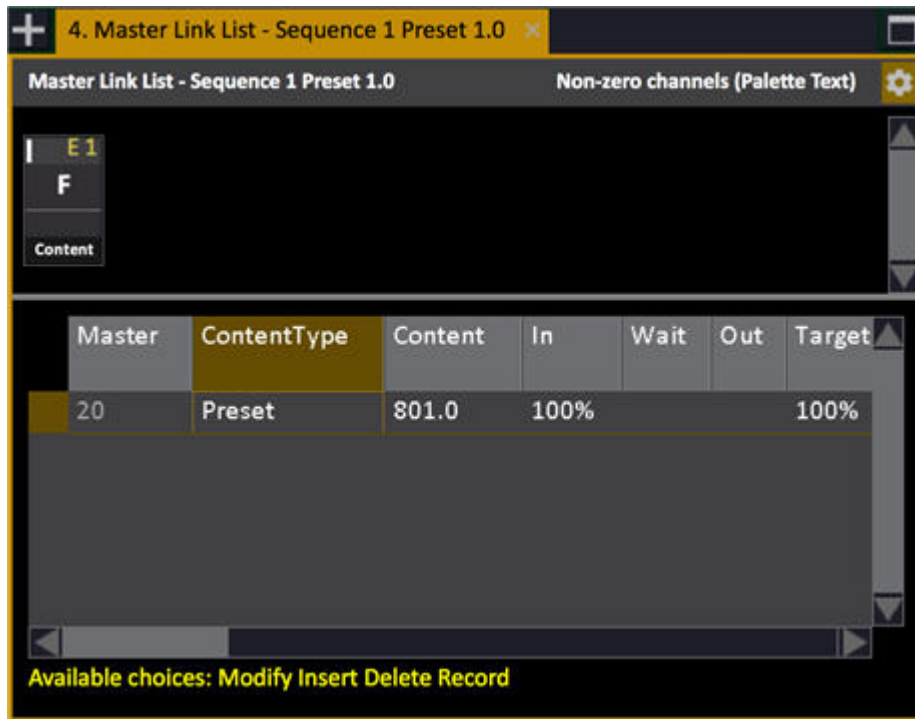 4. Master Link List - Sequence 1 Preset 1.0
Master Link List - Sequence 1 Preset 1.0 Non-zero channels (Palette Text)
E 1
F
Content
Master ContentType Content In Wait Out Target
20 Preset 801.0 100% 100%
Available choices: Modify Insert Delete Record